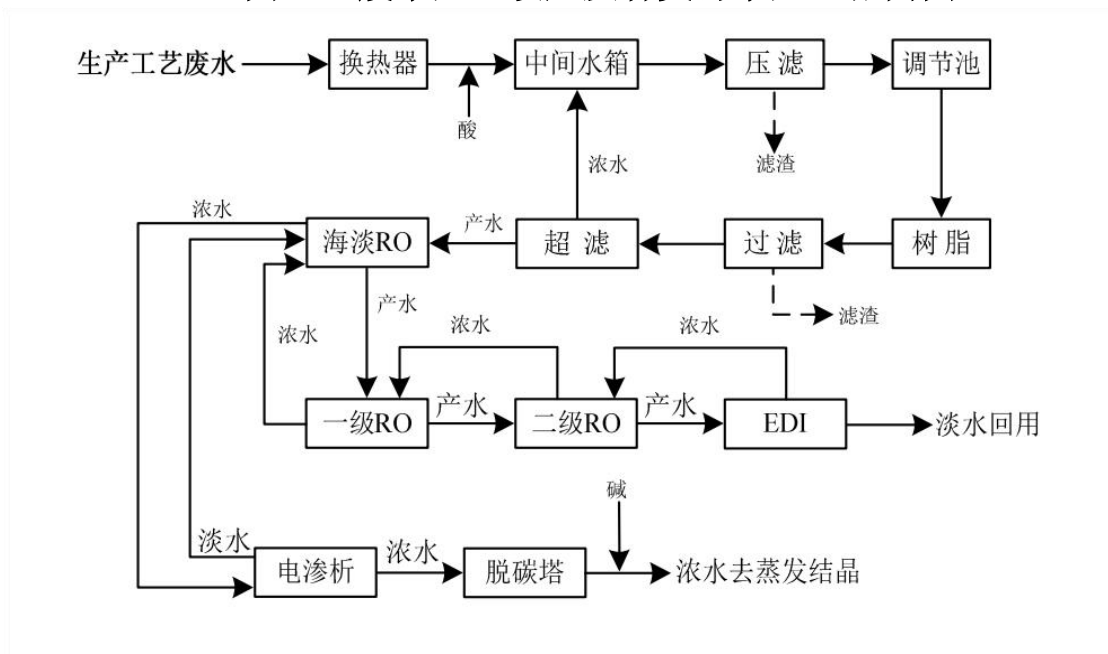 生产工艺废水
换热器
中间水箱
压滤
调节池
酸
滤渣
浓水
浓水
海淡RO
产水
超滤
过滤
树脂
产水
滤渣
浓水
浓水
浓水
一级RO
产水
二级RO
产水
EDI
淡水回用
碱
淡水
电渗析
浓水
脱碳塔
浓水去蒸发结晶